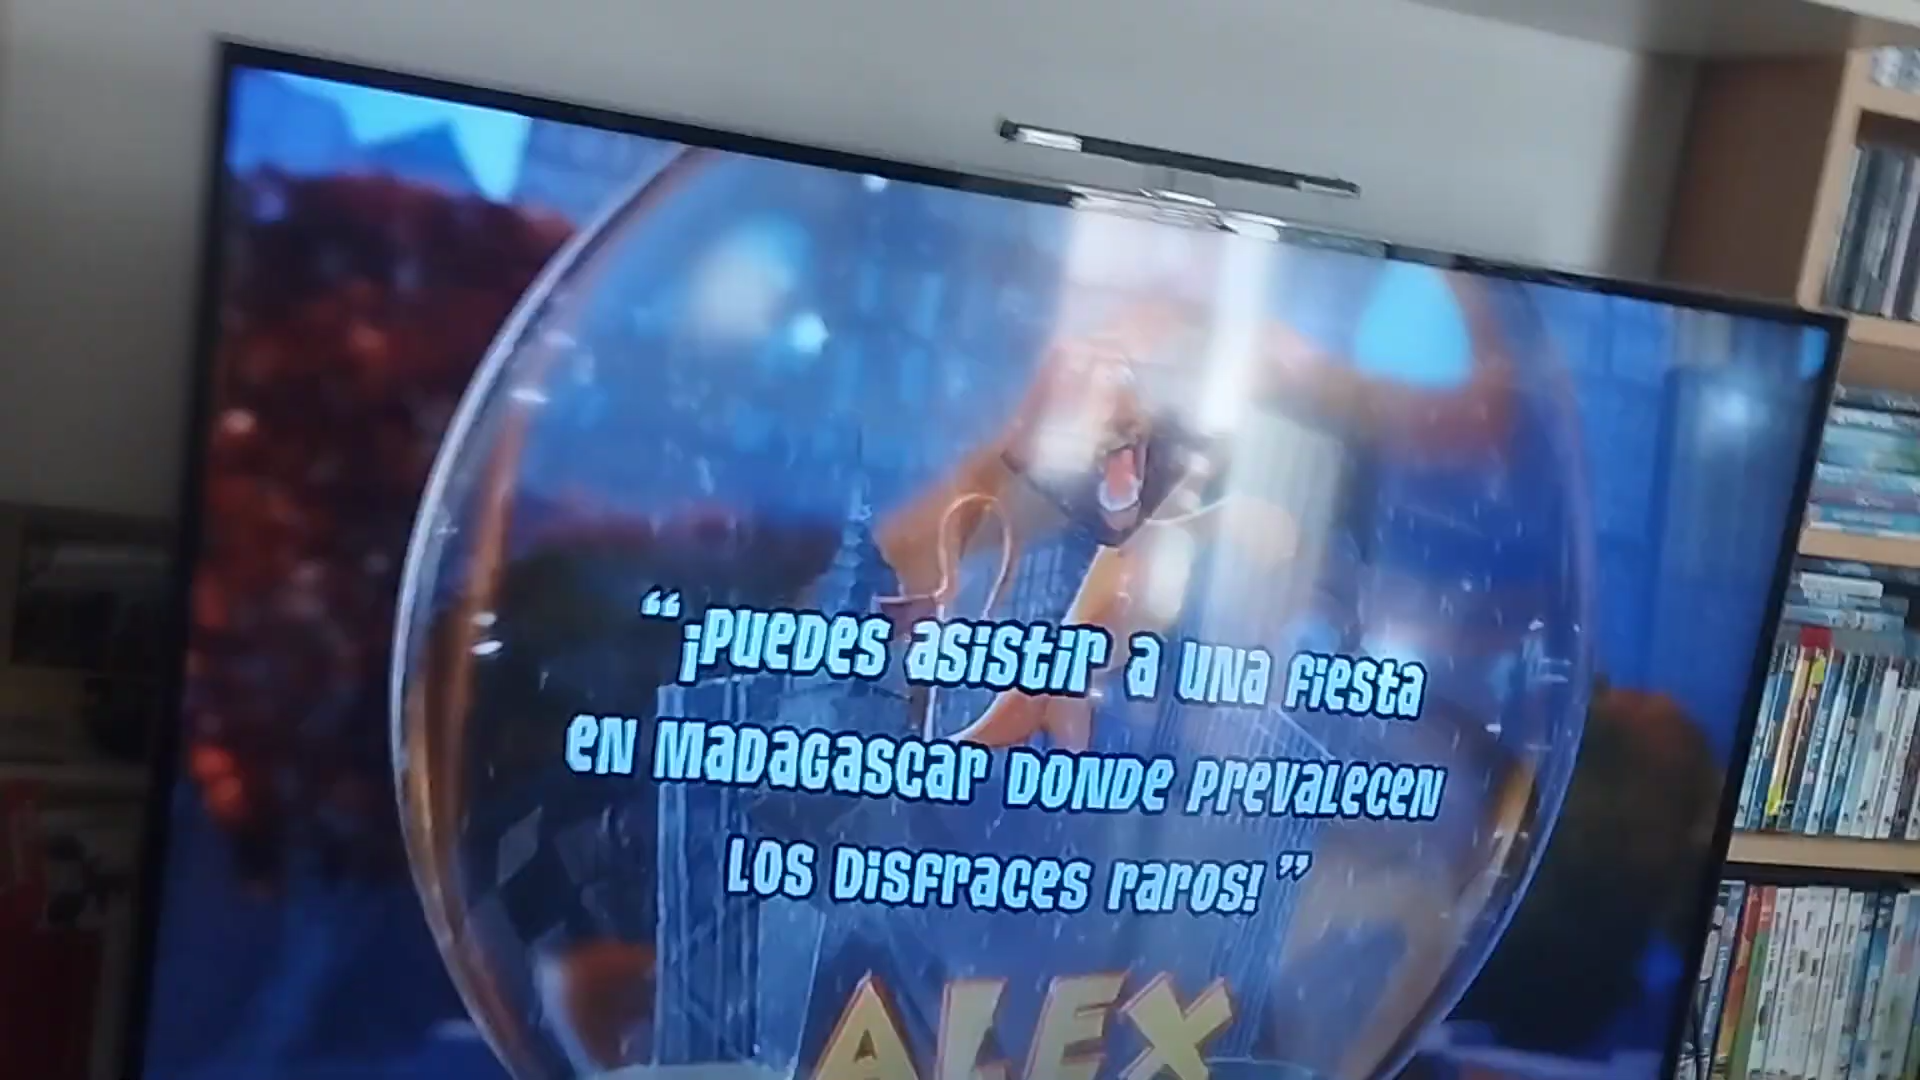 “¡PUEDES ASISTIR A UNA FIESTA
EN MADAGASCAR DONDE PREVALECEN
LOS DISFRACES RAROS!”
ALEX